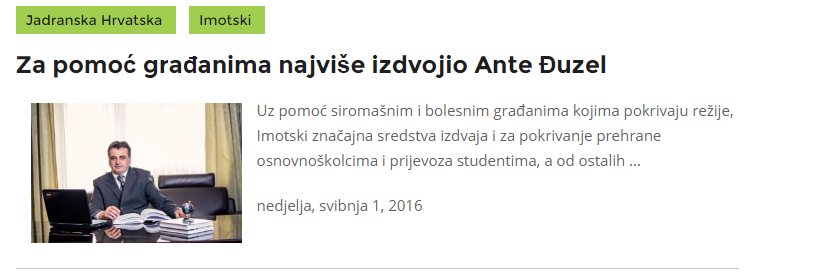 Jadranska Hrvatska
Imotski
Za pomoć građanima najviše izdvojio Ante Đuzel
Uz pomoć siromašnim i bolesnim građanima kojima pokrivaju režije,
Imotski značajna sredstva izdvaja i za pokrivanje prehrane
osnovnoškolcima i prijevoza studentima, a od ostalih ...
nedjelja, svibnja 1, 2016